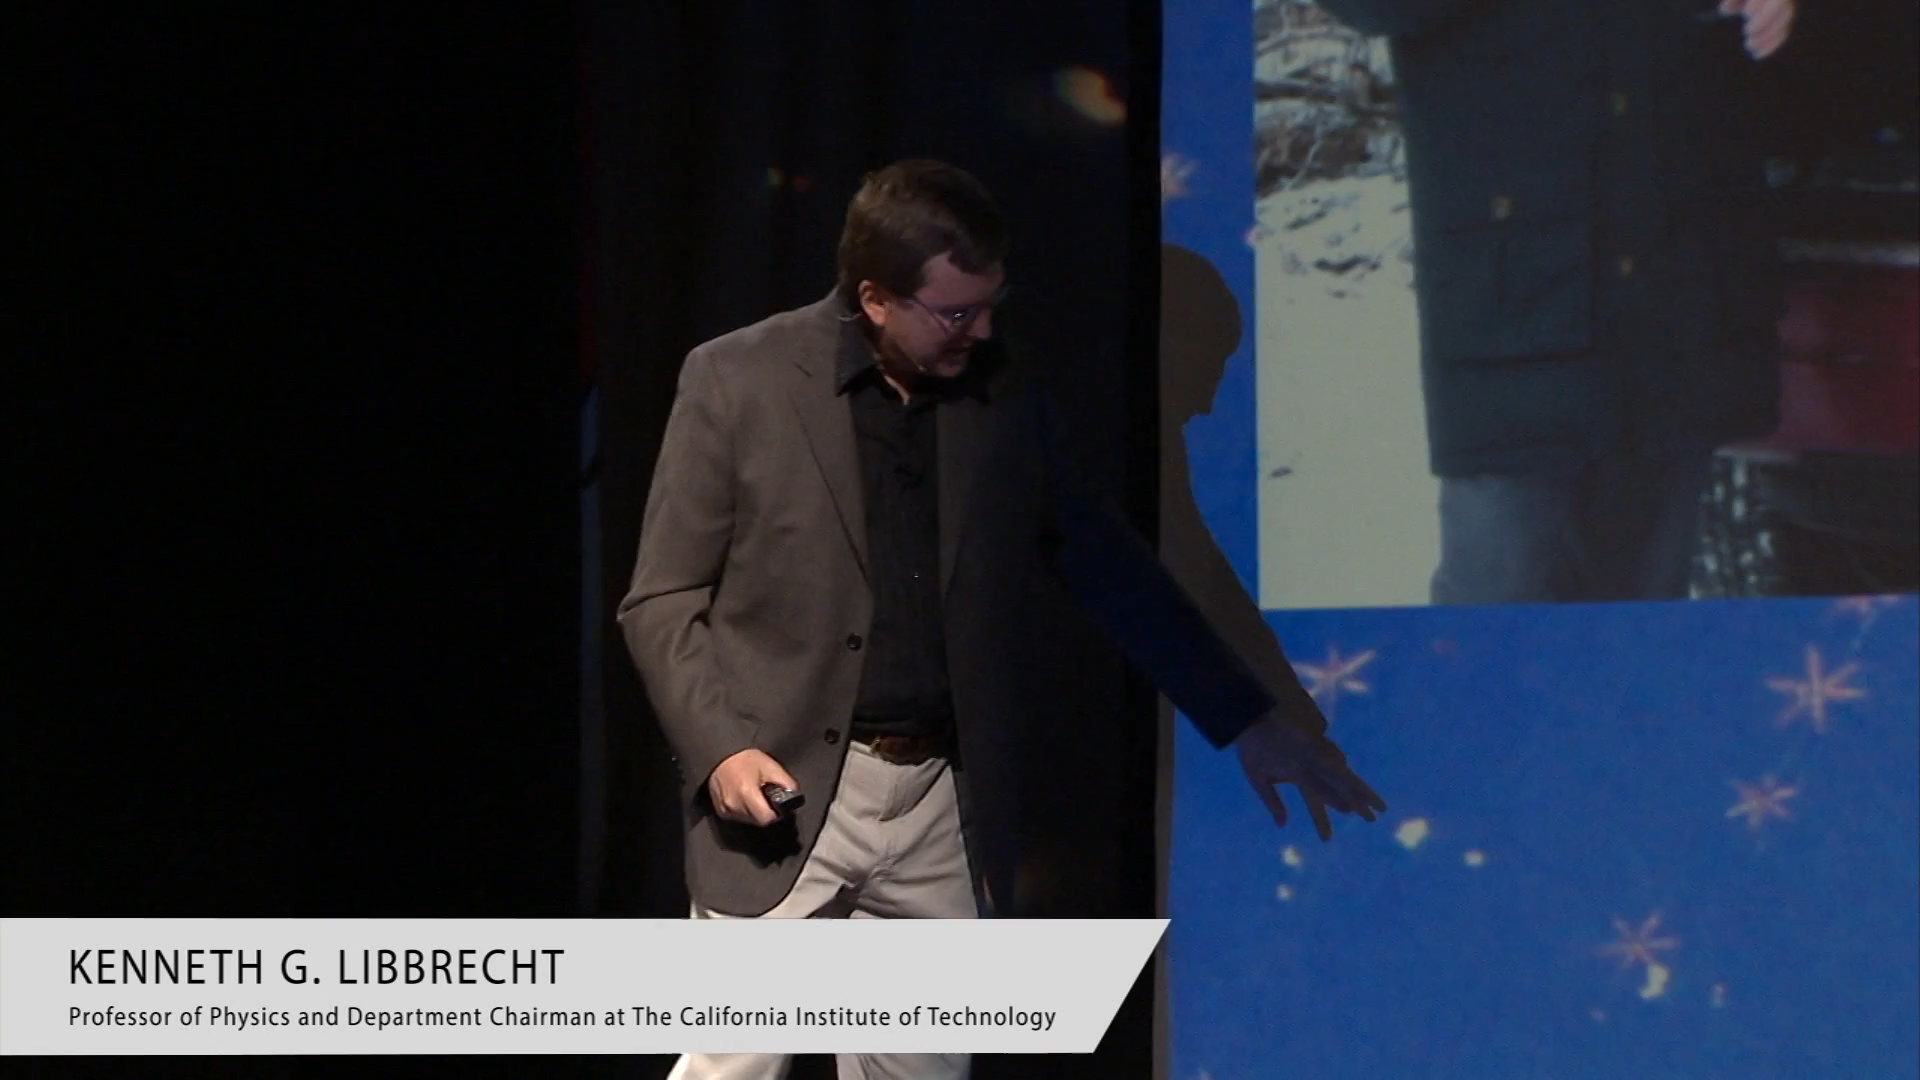 KENNETH G. LIBBRECHT
Professor of Physics and Department Chairman at The California Institute of Technology